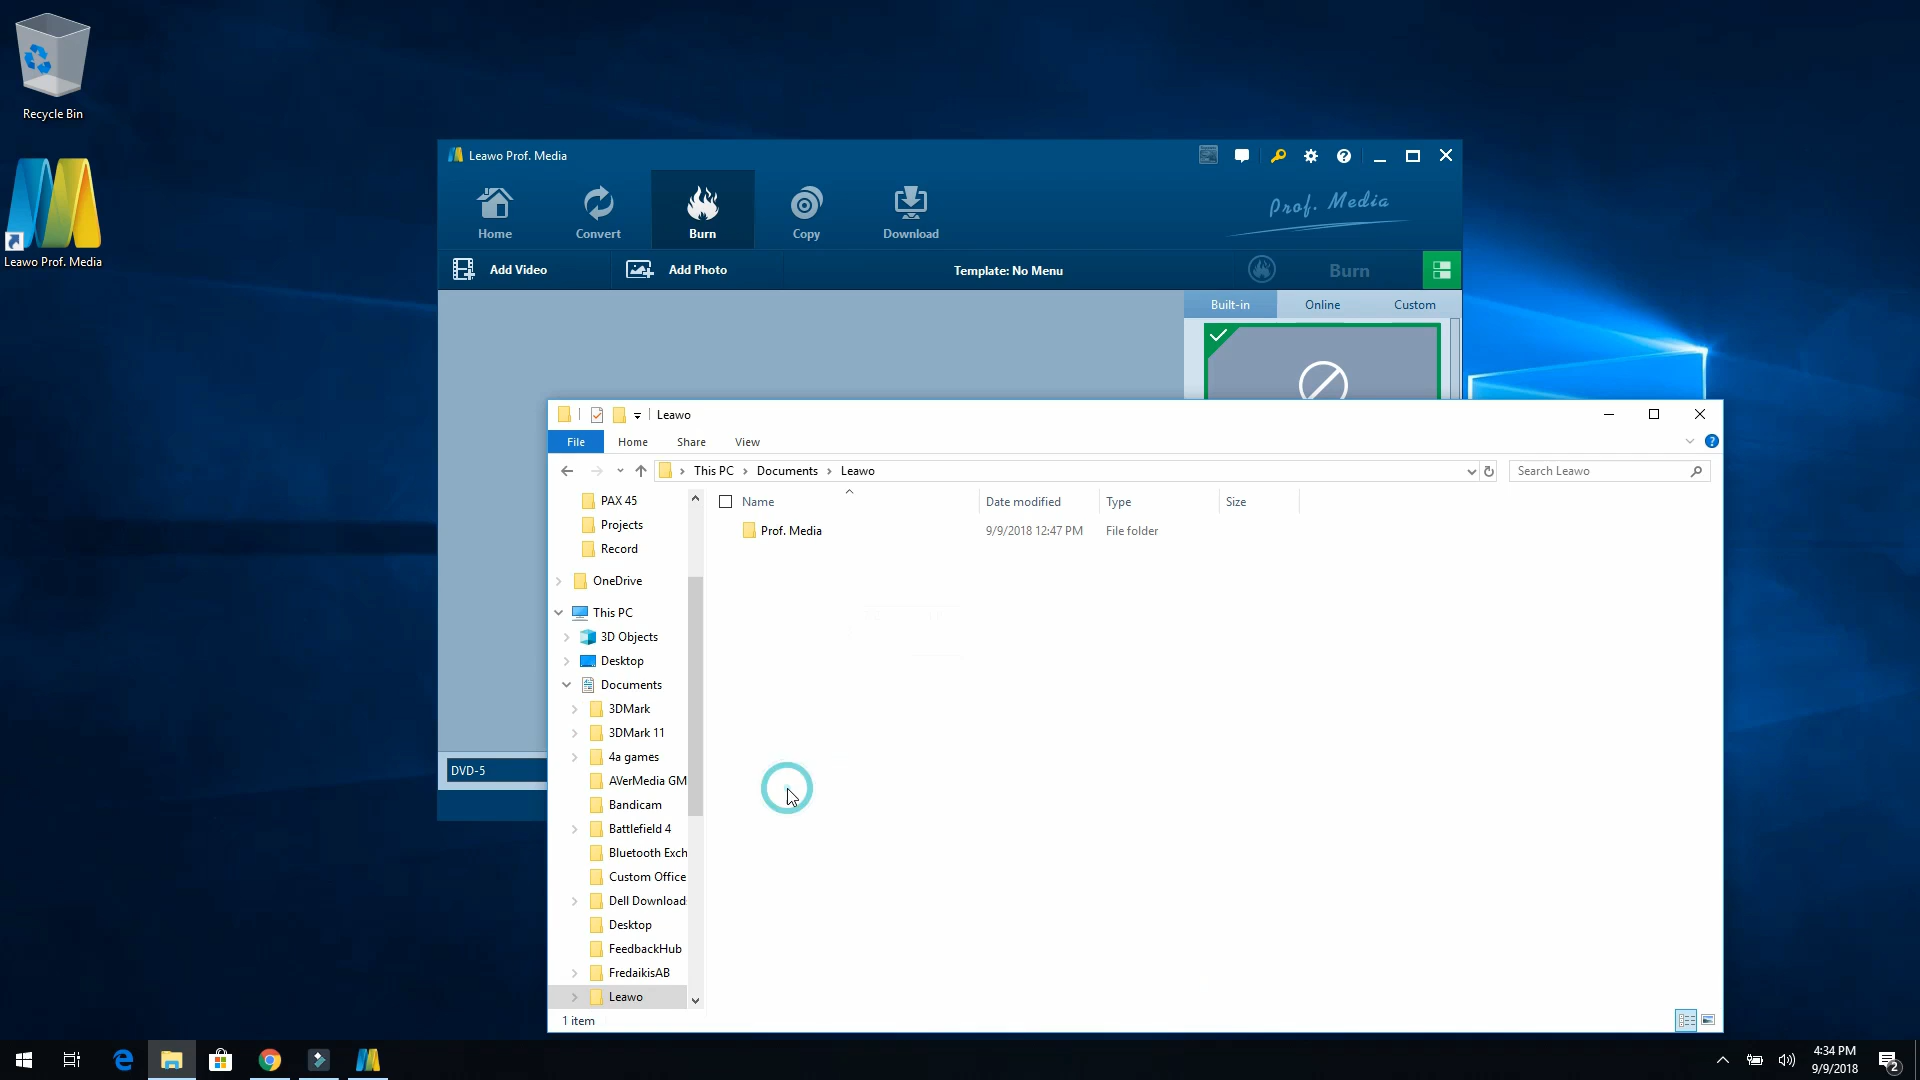 Recycle Bin
Leawo Prof. Media
Leawo Prof. Media
Prof. Media
Home
Convert
Burn
Copy
Download
Add Video
Add Photo
Template: No Menu
Burn
Built-in
Online
Custom
DVD-5
Leawo
File
Home
Share
View
This PC
Documents
Leawo
Search Leawo
Name
Date modified
Type
Size
Prof. Media
9/9/2018 12:47 PM
File folder
PAX 45
Projects
Record
OneDrive
This PC
3D Objects
Desktop
Documents
3DMark
3DMark 11
4a games
AVerMedia GM
Bandicam
Battlefield 4
Bluetooth Exch
Custom Office
Dell Download
Desktop
FeedbackHub
FredaikisAB
Leawo
1 item
4:34 PM
9/9/2018
2